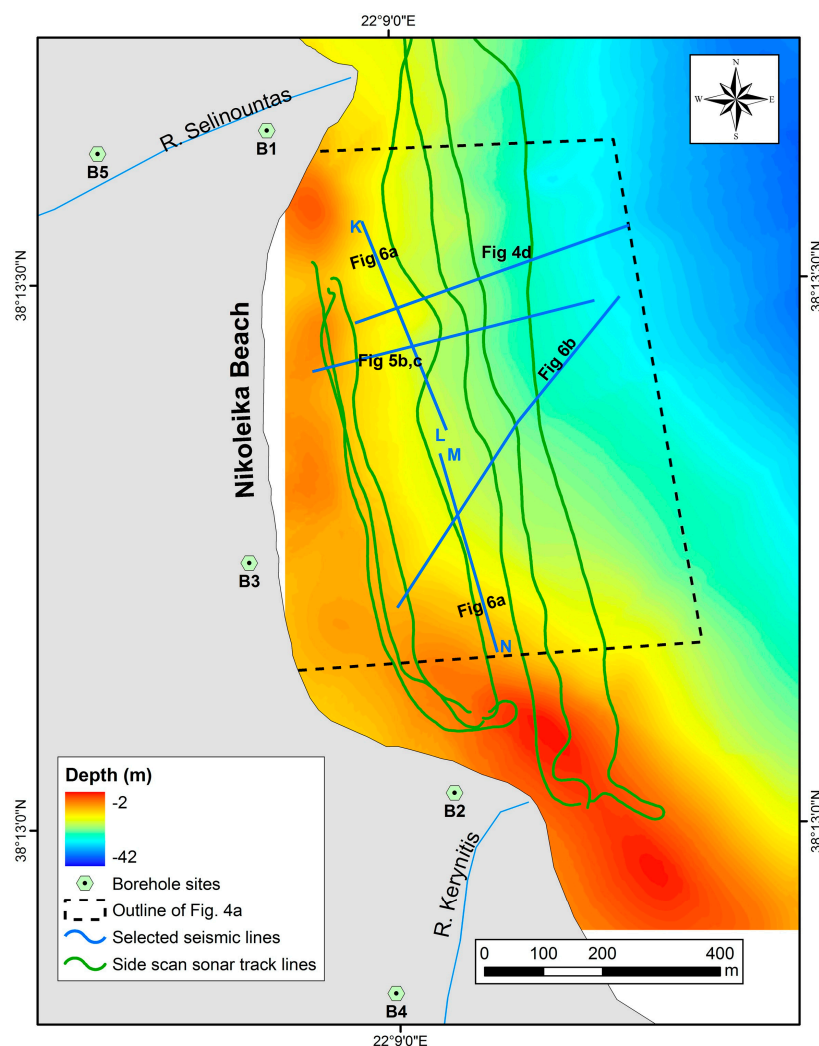 22°9'0"E
N
W
E
S
R. Selinountas
B1
B5
K
Fig 6a
Fig 4d
38°13'30"N
38°13'30"N
Nikoleika Beach
Fig 5b,c
Fig 6b
L
M
B3
Fig 6a
N
Depth (m)
-2
-42
Borehole sites
Outline of Fig. 4a
Selected seismic lines
Side scan sonar track lines
B2
38°13'0"N
38°13'0"N
R. Kerynitis
0 100 200 400
m
B4
22°9'0"E